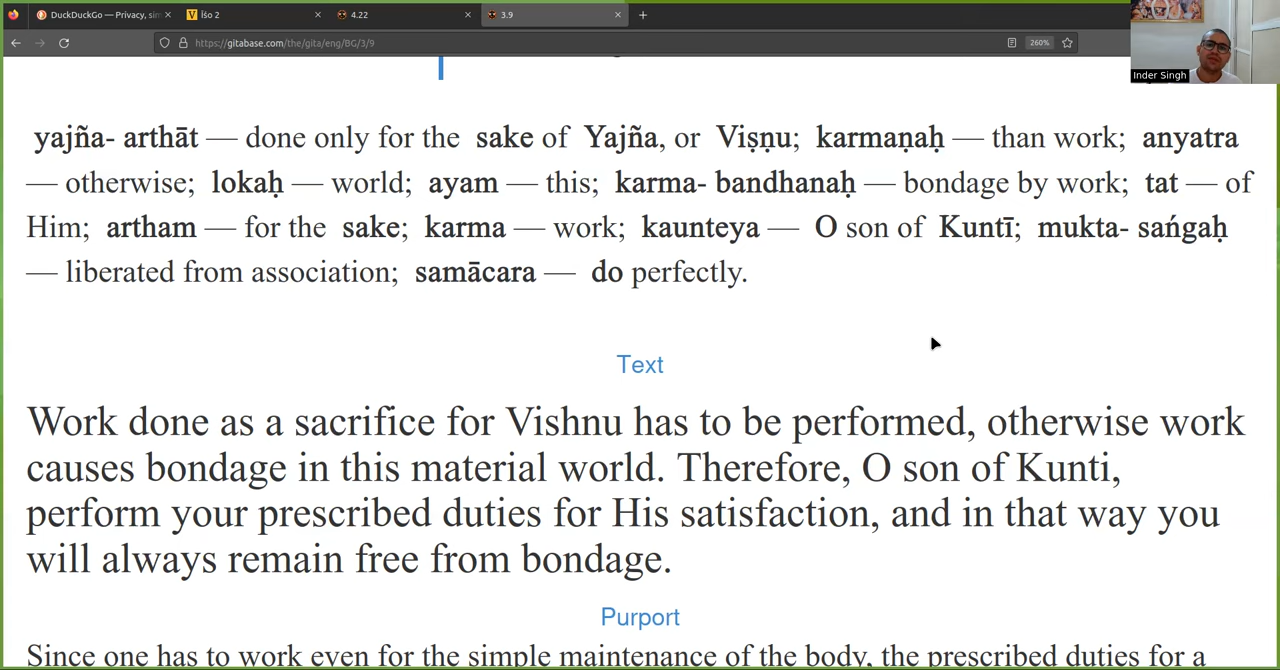 DuckDuckGo — Privacy, sim
Īśo 2
4.22
3.9
https://gitabase.com/the/gita/eng/BG/3/9
260%
Inder Singh
yajña- arthāt — done only for the sake of Yajña, or Viṣṇu; karmaṇaḥ — than work; anyatra
— otherwise; lokaḥ — world; ayam — this; karma- bandhanaḥ — bondage by work; tat — of
Him; artham — for the sake; karma — work; kaunteya — O son of Kuntī; mukta- saṅgaḥ
— liberated from association; samācara — do perfectly.
Text
Work done as a sacrifice for Vishnu has to be performed, otherwise work
causes bondage in this material world. Therefore, O son of Kunti,
perform your prescribed duties for His satisfaction, and in that way you
will always remain free from bondage.
Purport
Since one has to work even for the simple maintenance of the body, the prescribed duties for a